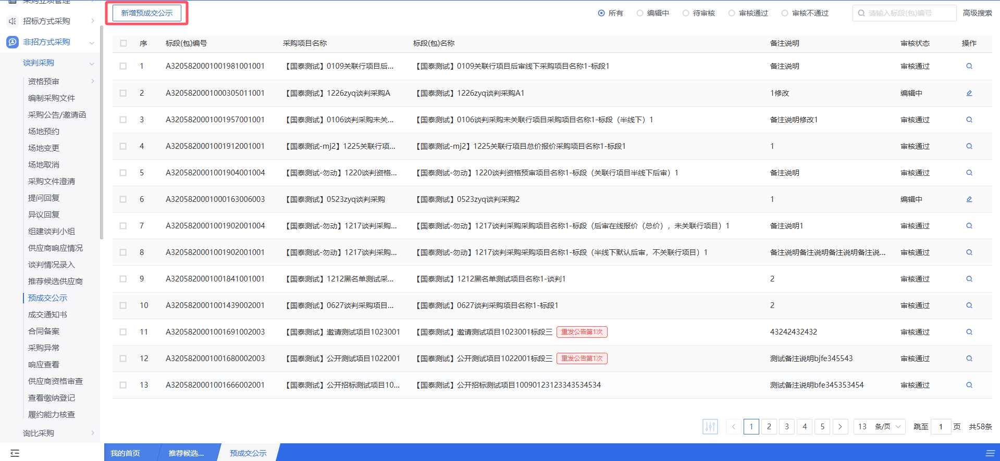 采购立项管理
招标方式采购
非招方式采购
谈判采购
资格预审
编制采购文件
采购公告/邀请函
场地预约
场地变更
场地取消
采购文件澄清
提问回复
异议回复
组建谈判小组
供应商响应情况
谈判情况录入
推荐候选供应商
预成交公示
成交通知书
合同备案
采购异常
响应查看
供应商资格审查
查看缴纳登记
履约能力核查
询比采购
新增预成交公示
所有 编辑中 待审核 审核通过 审核不通过 请输入标段(包)编号 高级搜索
序 标段(包)编号 采购项目名称 标段(包)名称 备注说明 审核状态 操作
1 A3205820001001981001001 【国泰测试】0109关联行项目后... 【国泰测试】0109关联行项目后审线下采购项目名称1-标段1 备注说明 审核通过
2 A3205820001000305011001 【国泰测试】1226zyq谈判采购A 【国泰测试】1226zyq谈判采购A1 1修改 编辑中
3 A3205820001001957001001 【国泰测试】0106谈判采购未关... 【国泰测试】0106谈判采购未关联行项目采购项目名称1-标段（半线下）1 备注说明修改1 审核通过
4 A3205820001001912001001 【国泰测试-mj2】1225关联行项... 【国泰测试-mj2】1225关联行项目总价报价采购项目名称1-标段1 1 审核通过
5 A3205820001001904001004 【国泰测试-勿动】1220谈判资格... 【国泰测试-勿动】1220谈判资格预审项目名称1-标段（关联行项目半线下后审）1 备注说明 审核通过
6 A3205820001000163006003 【国泰测试】0523zyq谈判采购 【国泰测试】0523zyq谈判采购2 1 编辑中
7 A3205820001001902001004 【国泰测试-勿动】1217谈判采购... 【国泰测试-勿动】1217谈判采购采购项目名称1-标段（后审在线报价（总价），未关联行项目）1 备注说明1 审核通过
8 A3205820001001902001001 【国泰测试-勿动】1217谈判采购... 【国泰测试-勿动】1217谈判采购采购项目名称1-标段（半线下默认后审，不关联行项目）1 备注说明备注说明备注说明备注说... 审核通过
9 A3205820001001841001001 【国泰测试】1212黑名单测试采... 【国泰测试】1212黑名单测试项目名称1-谈判1 2 审核通过
10 A3205820001001439002001 【国泰测试】0627谈判采购项目... 【国泰测试】0627谈判采购项目名称1-标段1 2 审核通过
11 A3205820001001691002003 【国泰测试】邀请测试项目1023001 【国泰测试】邀请测试项目1023001标段三 重发公告第1次 43242432432 审核通过
12 A3205820001001680002003 【国泰测试】公开测试项目1022001 【国泰测试】公开测试项目1022001标段三 重发公告第1次 测试备注说明bjfe345543 审核通过
13 A3205820001001666002001 【国泰测试】公开招标测试项目10... 【国泰测试】公开招标测试项目10090123123343534534 测试备注说明bfe345353454 审核通过
1 2 3 4 5 13 条/页 跳至 1 页 共58条
我的首页 推荐候选... 预成交公示